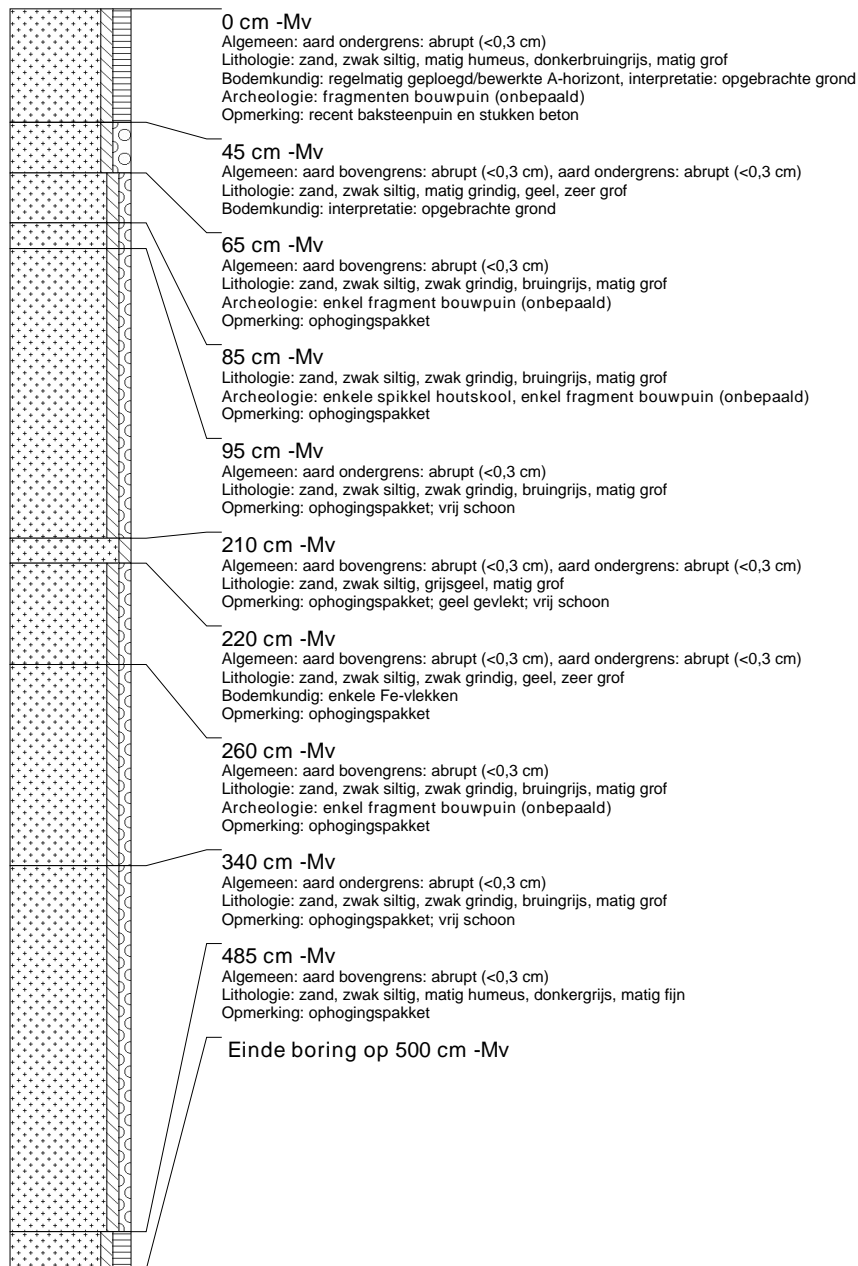 0 cm -Mv
Algemeen: aard ondergrens: abrupt (<0,3 cm)
Lithologie: zand, zwak siltig, matig humeus, donkerbruingrijs, matig grof
Bodemkundig: regelmatig geploegd/bewerkte A-horizont, interpretatie: opgebrachte grond
Archeologie: fragmenten bouwpuin (onbepaald)
Opmerking: recent baksteenpuin en stukken beton
45 cm -Mv
Algemeen: aard bovengrens: abrupt (<0,3 cm), aard ondergrens: abrupt (<0,3 cm)
Lithologie: zand, zwak siltig, matig grindig, geel, zeer grof
Bodemkundig: interpretatie: opgebrachte grond
65 cm -Mv
Algemeen: aard bovengrens: abrupt (<0,3 cm)
Lithologie: zand, zwak siltig, zwak grindig, bruingrijs, matig grof
Archeologie: enkel fragment bouwpuin (onbepaald)
Opmerking: ophogingspakket
85 cm -Mv
Lithologie: zand, zwak siltig, zwak grindig, bruingrijs, matig grof
Archeologie: enkele spikkel houtskool, enkel fragment bouwpuin (onbepaald)
Opmerking: ophogingspakket
95 cm -Mv
Algemeen: aard ondergrens: abrupt (<0,3 cm)
Lithologie: zand, zwak siltig, zwak grindig, bruingrijs, matig grof
Opmerking: ophogingspakket; vrij schoon
210 cm -Mv
Algemeen: aard bovengrens: abrupt (<0,3 cm), aard ondergrens: abrupt (<0,3 cm)
Lithologie: zand, zwak siltig, grijsgeel, matig grof
Opmerking: ophogingspakket; geel gevlekt; vrij schoon
220 cm -Mv
Algemeen: aard bovengrens: abrupt (<0,3 cm), aard ondergrens: abrupt (<0,3 cm)
Lithologie: zand, zwak siltig, zwak grindig, geel, zeer grof
Bodemkundig: enkele Fe-vlekken
Opmerking: ophogingspakket
260 cm -Mv
Algemeen: aard bovengrens: abrupt (<0,3 cm)
Lithologie: zand, zwak siltig, zwak grindig, bruingrijs, matig grof
Archeologie: enkel fragment bouwpuin (onbepaald)
Opmerking: ophogingspakket
340 cm -Mv
Algemeen: aard ondergrens: abrupt (<0,3 cm)
Lithologie: zand, zwak siltig, zwak grindig, bruingrijs, matig grof
Opmerking: ophogingspakket; vrij schoon
485 cm -Mv
Algemeen: aard bovengrens: abrupt (<0,3 cm)
Lithologie: zand, zwak siltig, matig humeus, donkergrijs, matig fijn
Opmerking: ophogingspakket
Einde boring op 500 cm -Mv